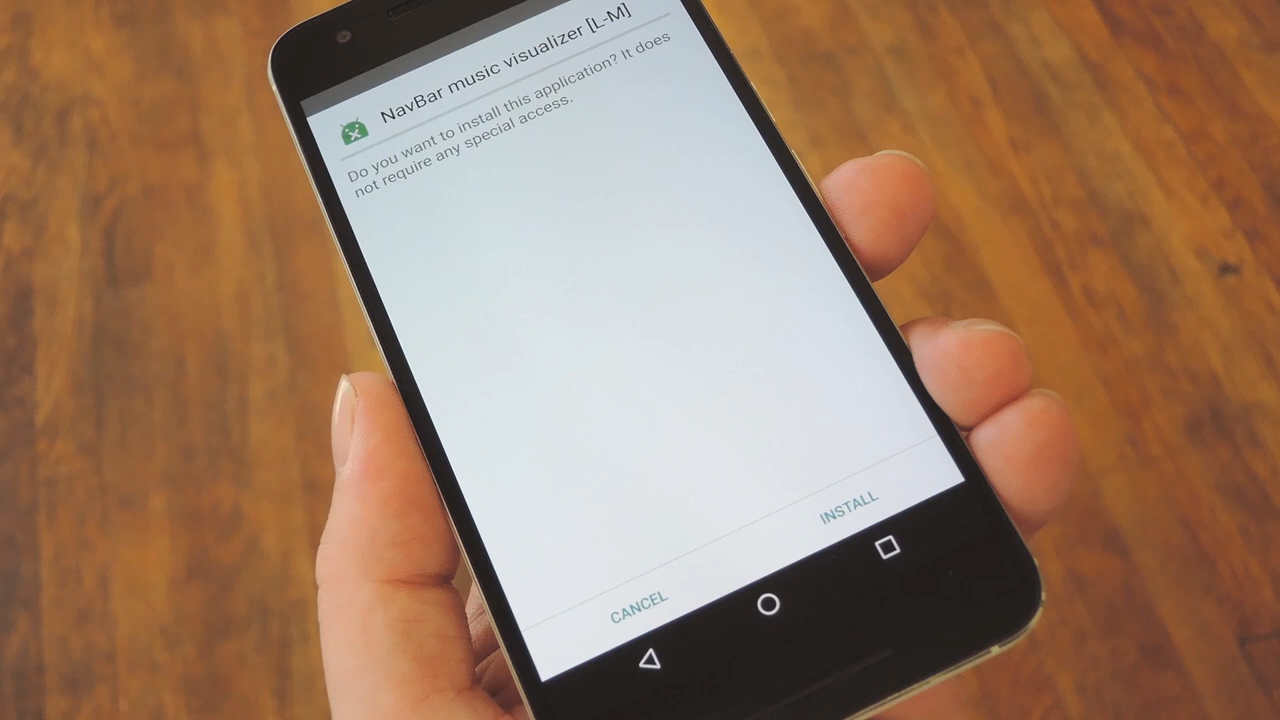 NavBar music visualizer [L-M]
Do you want to install this application? It does
not require any special access.
CANCEL
INSTALL